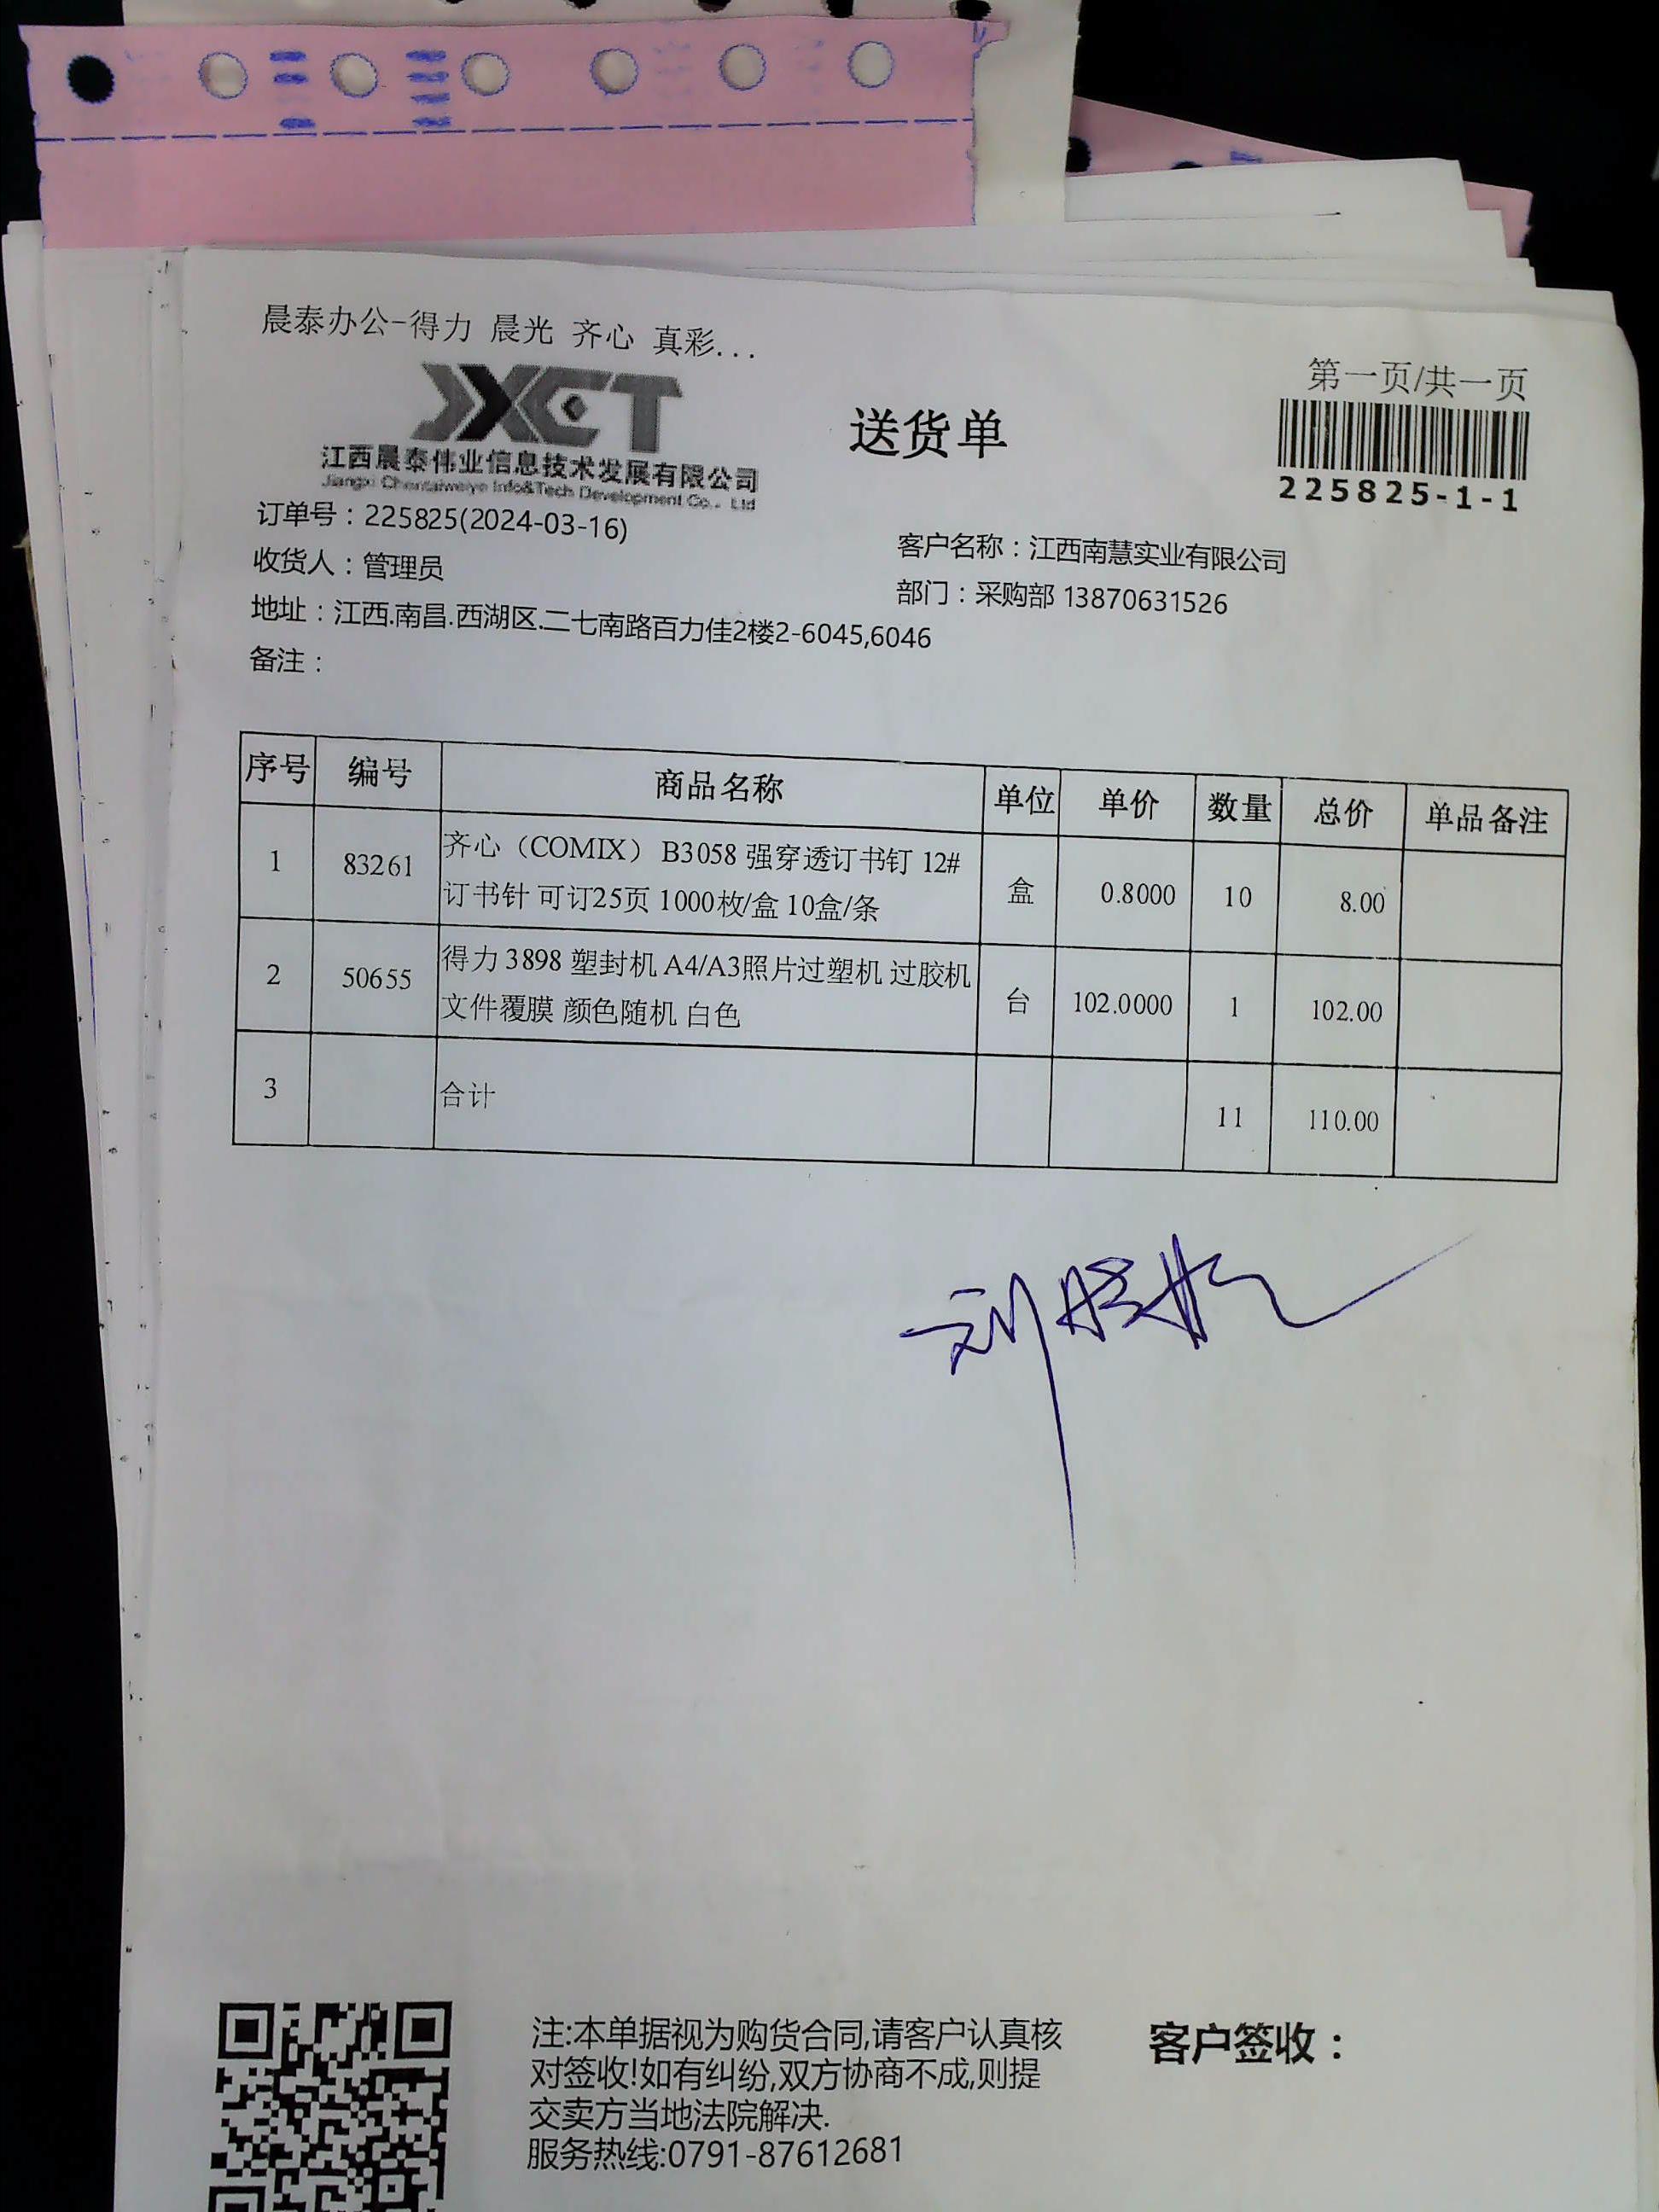 晨泰办公-得力 晨光 齐心 真彩...
第一页/共一页
JXCT
江西晨泰伟业信息技术发展有限公司
Jiangxi Chentaiweiye Info&Tech Development Co., Ltd
送货单
225825-1-1
订单号：225825(2024-03-16)
客户名称：江西南慧实业有限公司
收货人：管理员
部门：采购部 13870631526
地址：江西.南昌.西湖区.二七南路百力佳2楼2-6045,6046
备注：
序号 编号 商品名称 单位 单价 数量 总价 单品备注
1 83261 齐心（COMIX） B3058 强穿透订书钉 12#
订书针 可订25页 1000枚/盒 10盒/条 盒 0.8000 10 8.00
2 50655 得力 3898 塑封机 A4/A3照片过塑机 过胶机
文件覆膜 颜色随机 白色 台 102.0000 1 102.00
3 合计 11 110.00
注:本单据视为购货合同,请客户认真核
对签收!如有纠纷,双方协商不成,则提
交卖方当地法院解决.
服务热线:0791-87612681
客户签收：